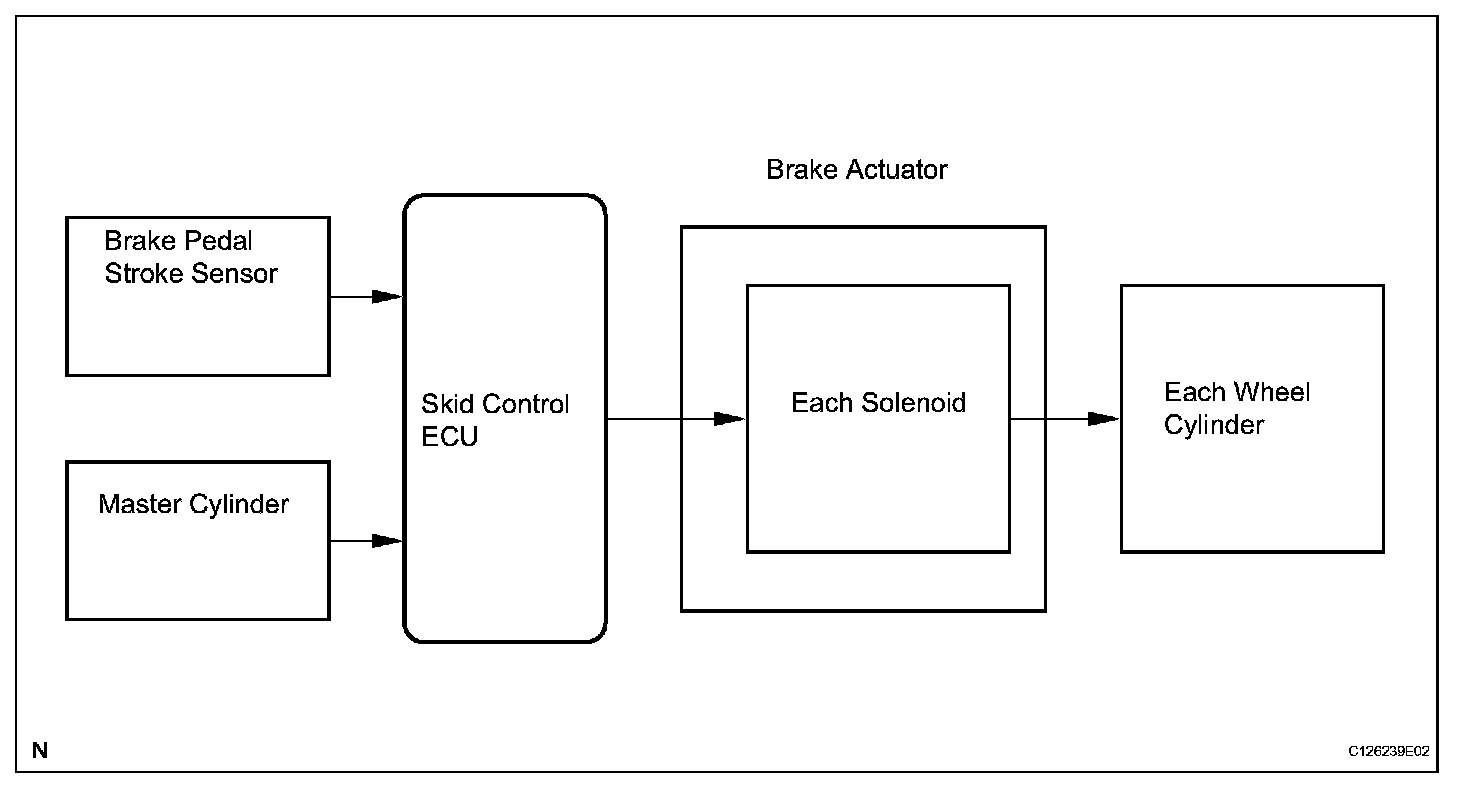 Brake Actuator
Brake Pedal
Stroke Sensor
Skid Control
ECU
Each Solenoid
Each Wheel
Cylinder
Master Cylinder
N
C126239E02